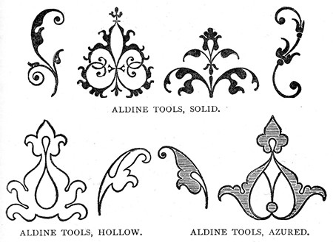 ALDINE TOOLS, SOLID.
ALDINE TOOLS, HOLLOW.
ALDINE TOOLS, AZURED.